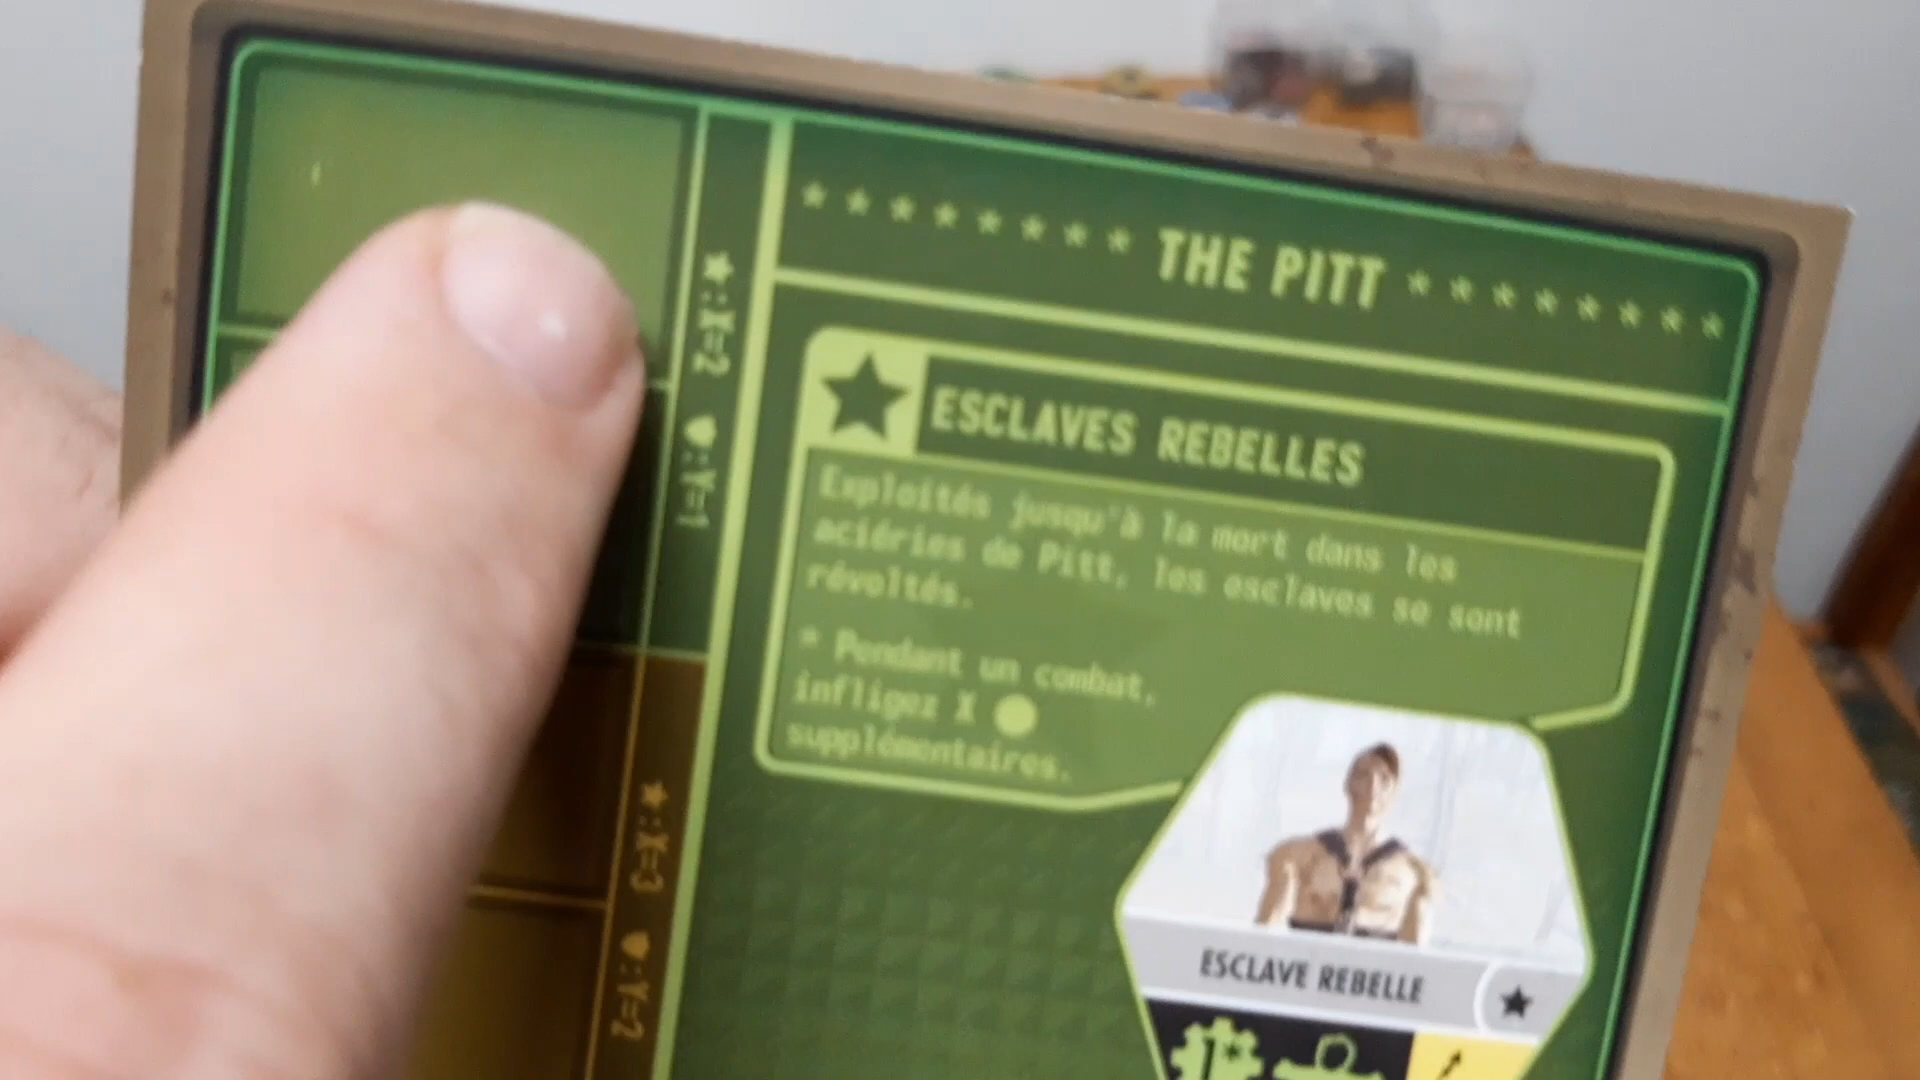 THE PITT
ESCLAVES REBELLES
Exploités jusqu'à la mort dans les
aciéries de Pitt, les esclaves se sont
révoltés.
* Pendant un combat,
infligez X
supplémentaires.
ESCLAVE REBELLE
★:X=2 ♠:Y=1
★:X=3 ♠:Y=2